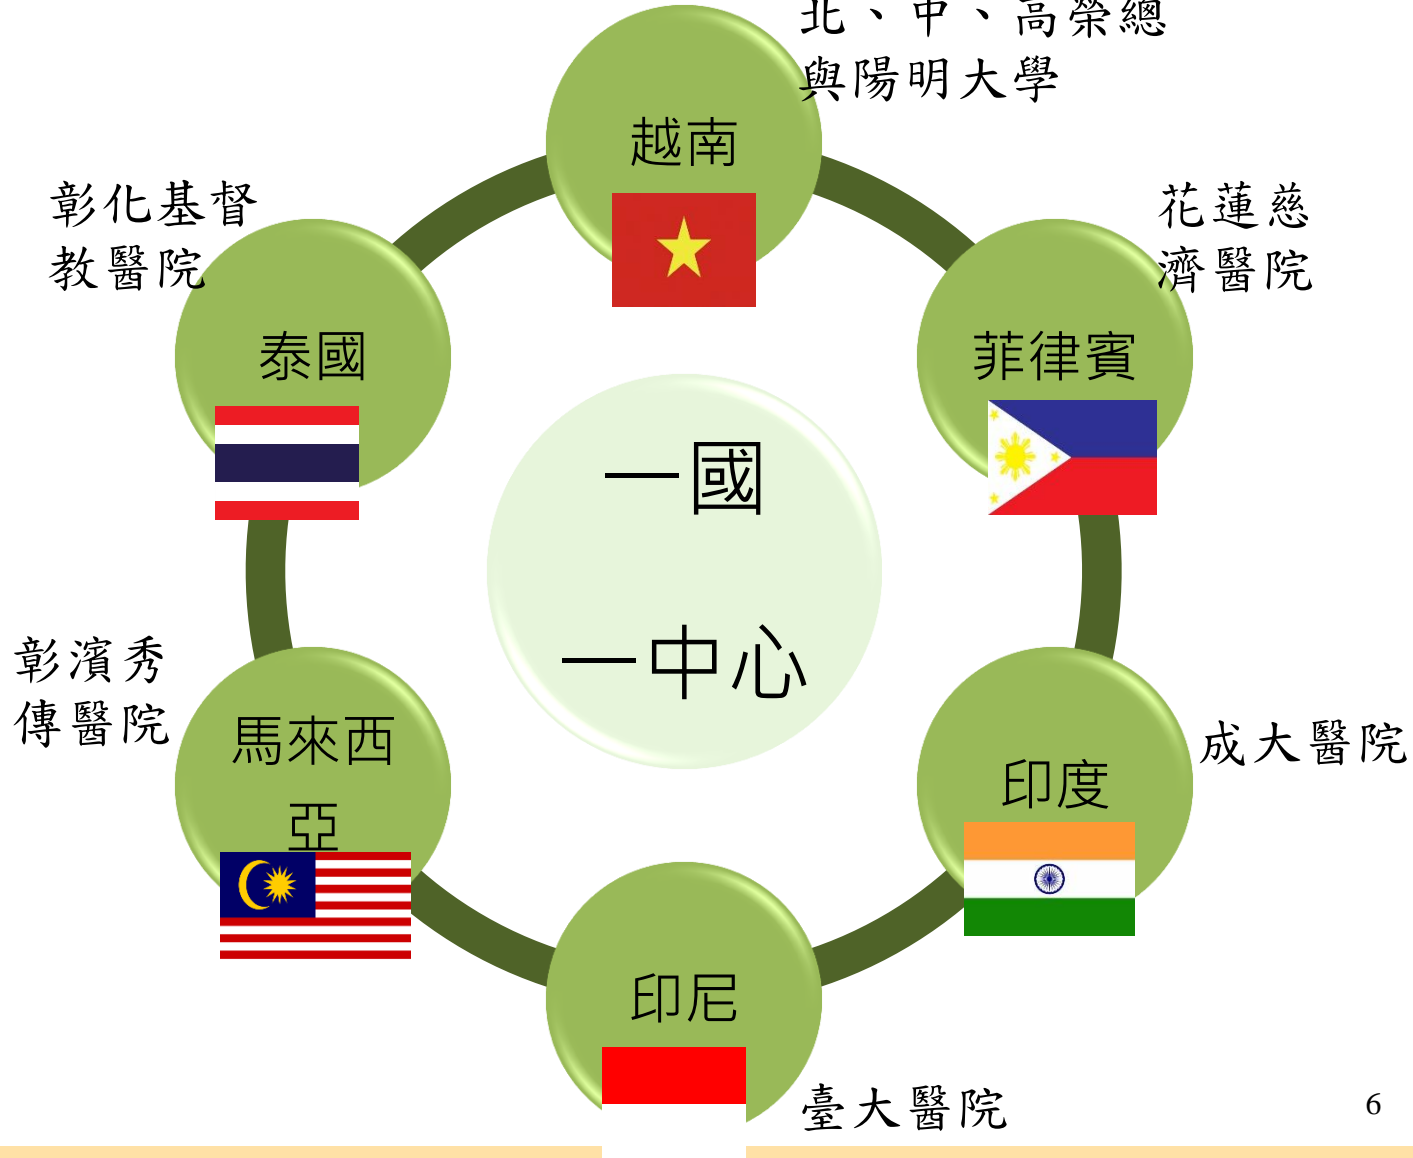 北、中、高榮總
與陽明大學
越南
彰化基督
教醫院
泰國
花蓮慈
濟醫院
菲律賓
一國
一中心
彰濱秀
傳醫院
馬來西
亞
成大醫院
印度
印尼
臺大醫院
6